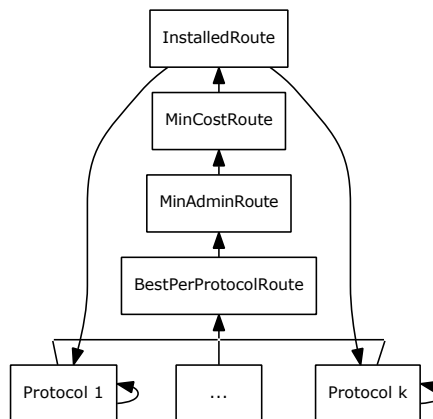 InstalledRoute
MinCostRoute
MinAdminRoute
BestPerProtocolRoute
Protocol 1
...
Protocol k